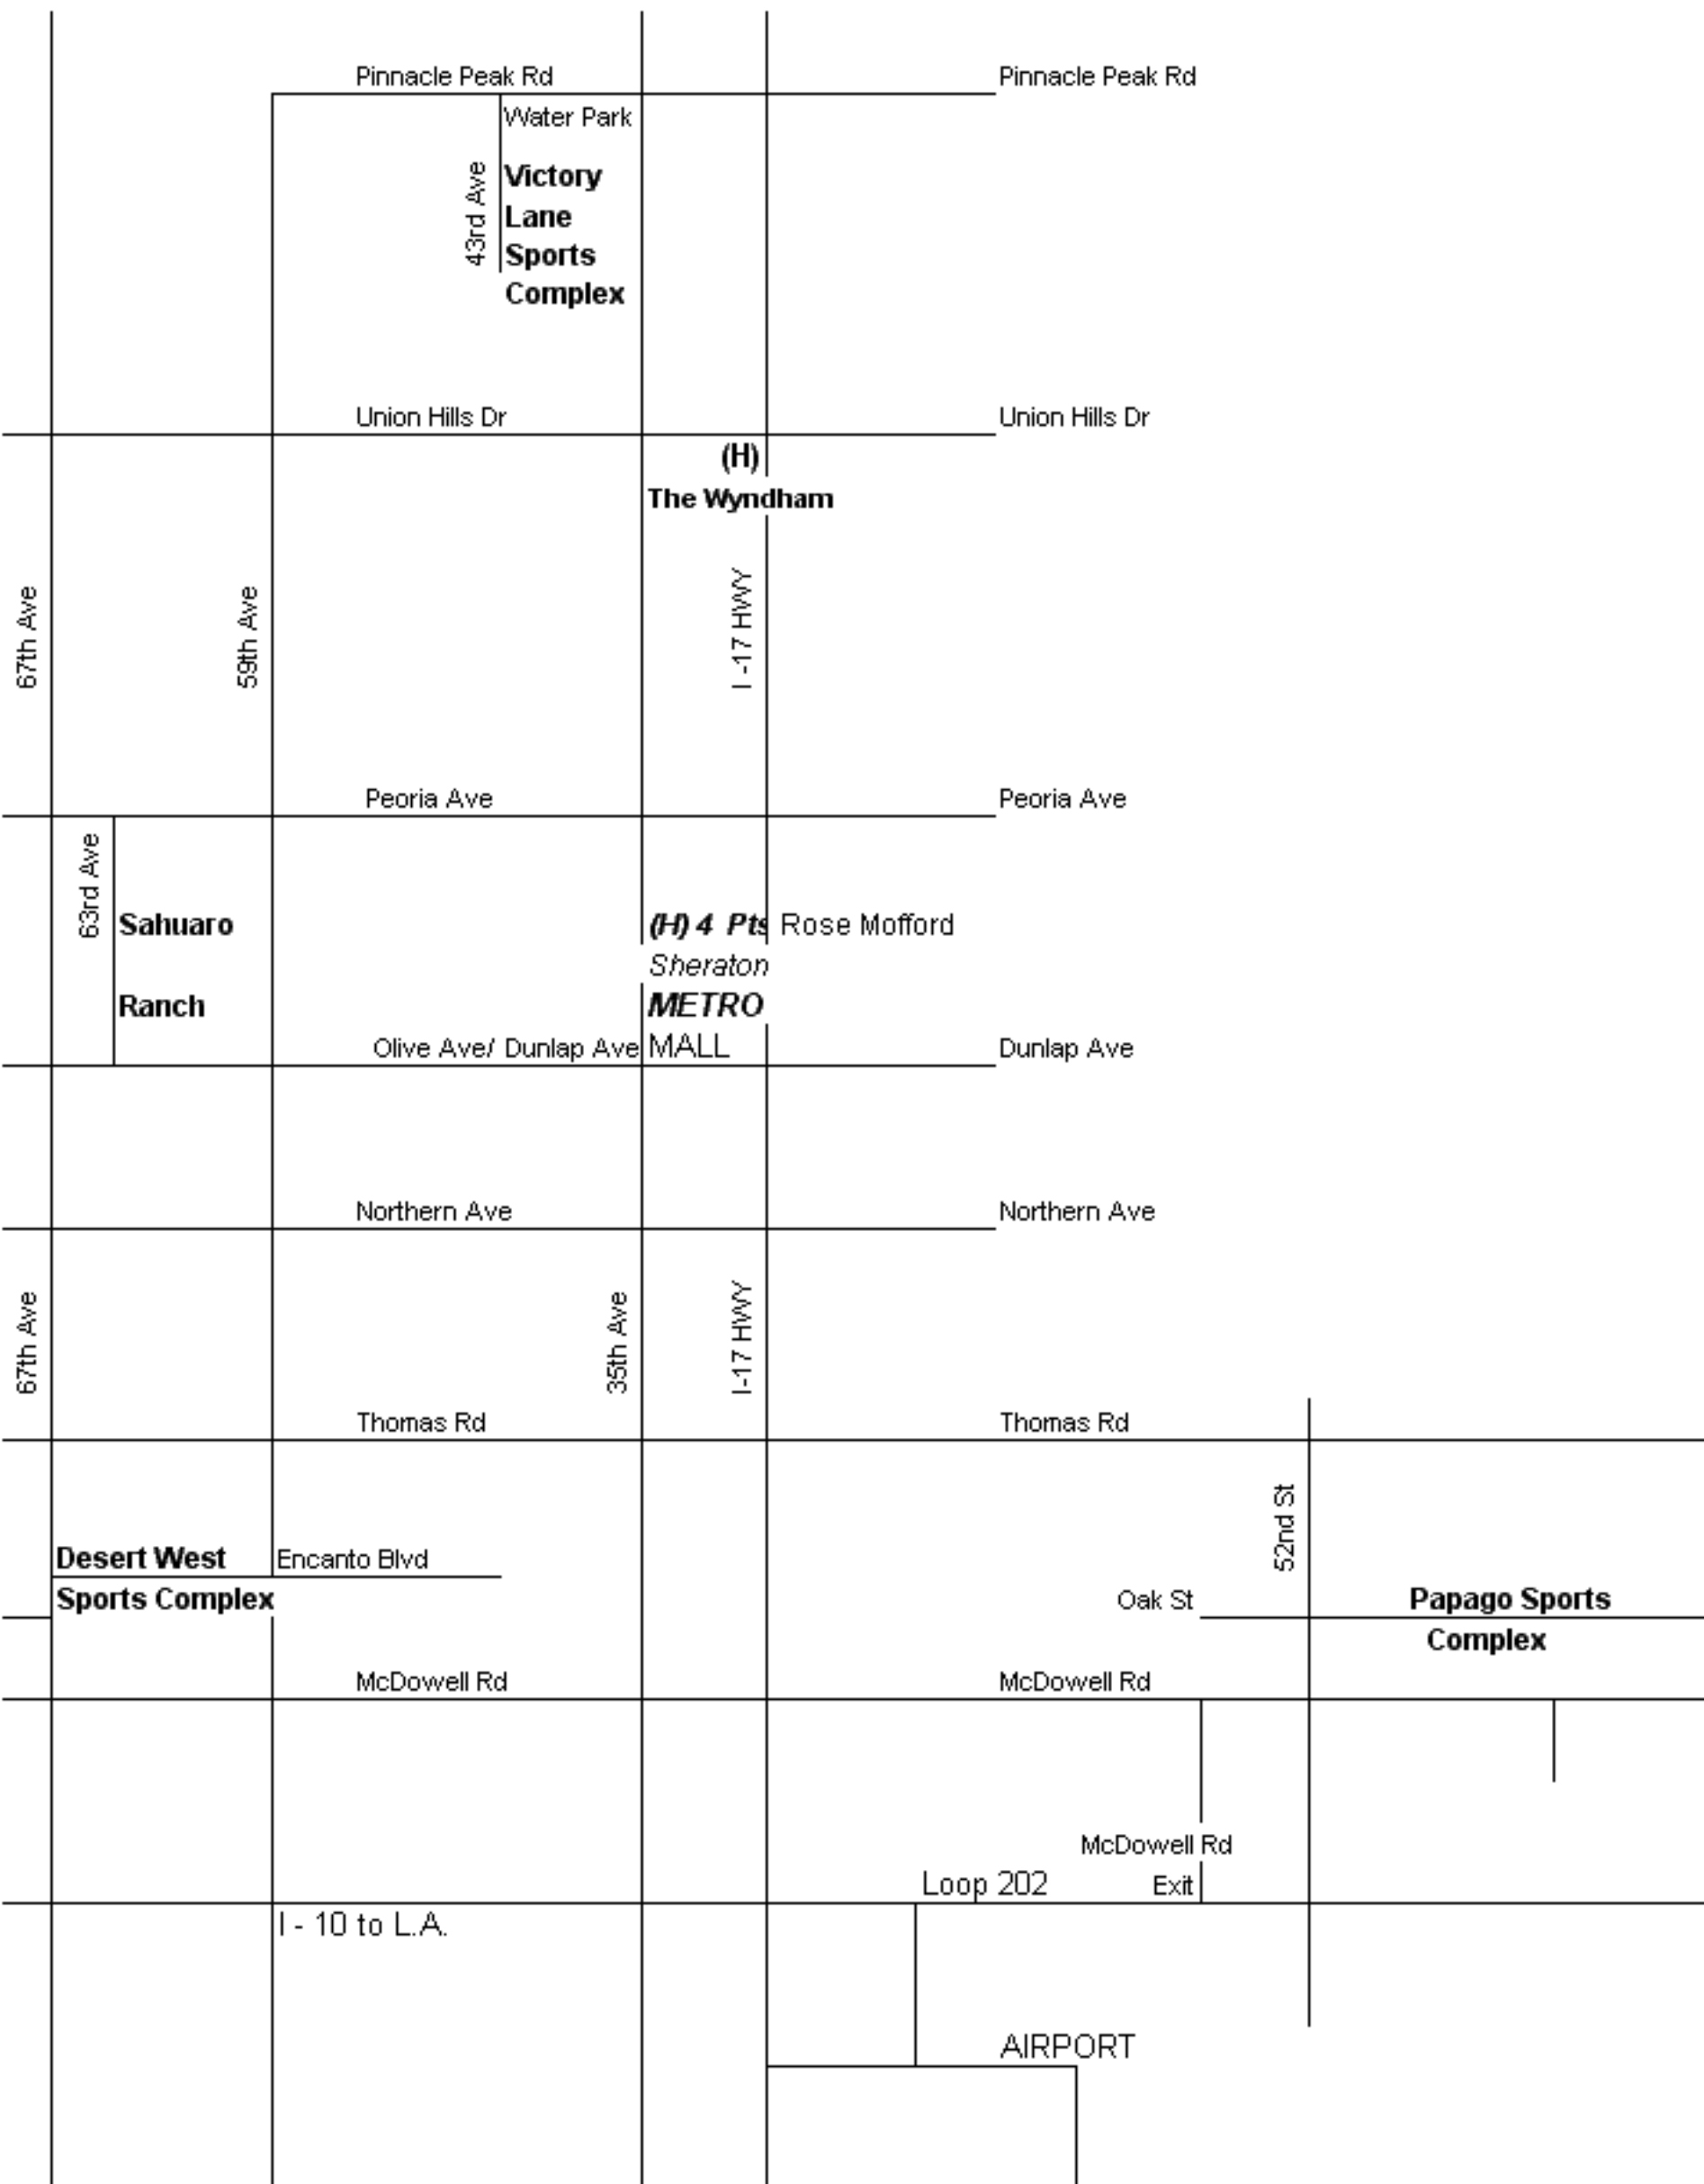 Pinnacle Peak Rd
Pinnacle Peak Rd
Water Park
43rd Ave
Victory
Lane
Sports
Complex
Union Hills Dr
Union Hills Dr
(H)
The Wyndham
67th Ave
59th Ave
I -17 HWY
Peoria Ave
Peoria Ave
63rd Ave
Sahuaro
(H) 4 Pts
Rose Mofford
Sheraton
Ranch
METRO
Olive Ave/ Dunlap Ave
MALL
Dunlap Ave
Northern Ave
Northern Ave
67th Ave
35th Ave
I-17 HWY
Thomas Rd
Thomas Rd
52nd St
Desert West
Encanto Blvd
Sports Complex
Oak St
Papago Sports
Complex
McDowell Rd
McDowell Rd
McDowell Rd
Loop 202
Exit
I - 10 to L.A.
AIRPORT